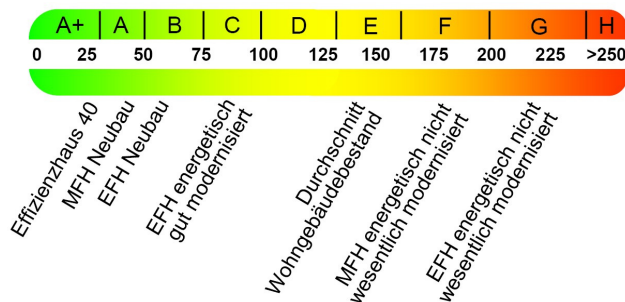 A+ A B C D E F G H
0 25 50 75 100 125 150 175 200 225 >250
Effizienzhaus 40
MFH Neubau
EFH Neubau
EFH energetisch
gut modernisiert
Durchschnitt
Wohngebäudebestand
MFH energetisch nicht
wesentlich modernisiert
EFH energetisch nicht
wesentlich modernisiert